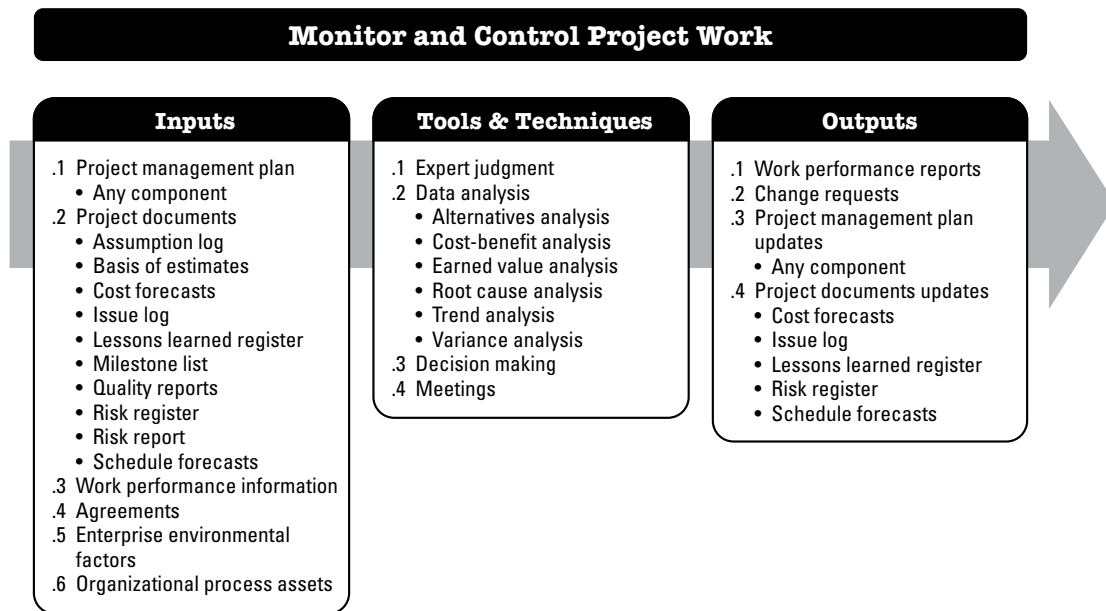 Monitor and Control Project Work
Inputs
.1 Project management plan
• Any component
.2 Project documents
• Assumption log
• Basis of estimates
• Cost forecasts
• Issue log
• Lessons learned register
• Milestone list
• Quality reports
• Risk register
• Risk report
• Schedule forecasts
.3 Work performance information
.4 Agreements
.5 Enterprise environmental
factors
.6 Organizational process assets
Tools & Techniques
.1 Expert judgment
.2 Data analysis
• Alternatives analysis
• Cost-benefit analysis
• Earned value analysis
• Root cause analysis
• Trend analysis
• Variance analysis
.3 Decision making
.4 Meetings
Outputs
.1 Work performance reports
.2 Change requests
.3 Project management plan
updates
• Any component
.4 Project documents updates
• Cost forecasts
• Issue log
• Lessons learned register
• Risk register
• Schedule forecasts